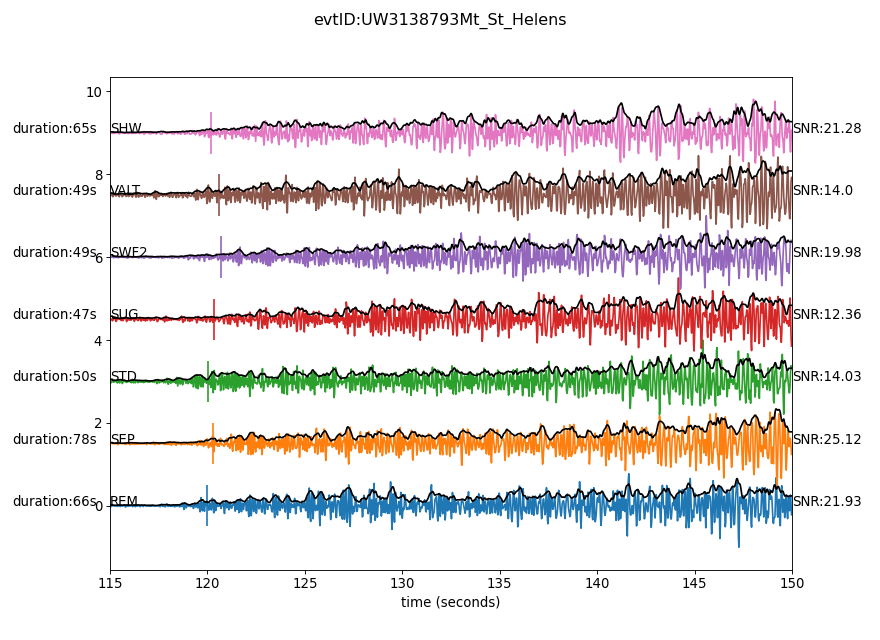 evtID:UW3138793Mt_St_Helens
10
duration:65s SHW SNR:21.28
8
duration:49s VALT SNR:14.0
duration:49s SWF2 SNR:19.98
6
duration:47s SUG SNR:12.36
4
duration:50s STD SNR:14.03
2
duration:78s SEP SNR:25.12
duration:66s REM SNR:21.93
0
115 120 125 130 135 140 145 150
time (seconds)